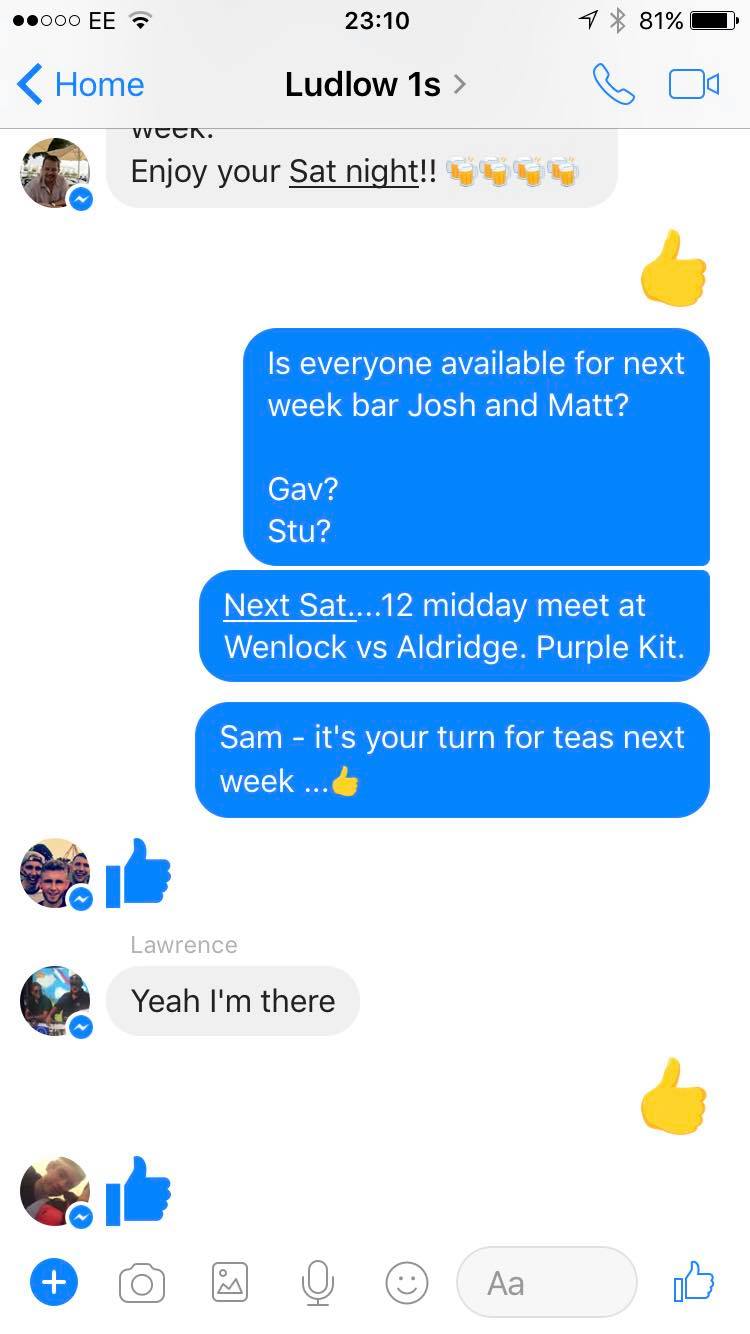 EE 23:10 81%
Home Ludlow 1s
week.
Enjoy your Sat night!! 🍻🍻🍻🍻
Is everyone available for next
week bar Josh and Matt?
Gav?
Stu?
Next Sat....12 midday meet at
Wenlock vs Aldridge. Purple Kit.
Sam - it's your turn for teas next
week ...👍
Lawrence
Yeah I'm there
Aa